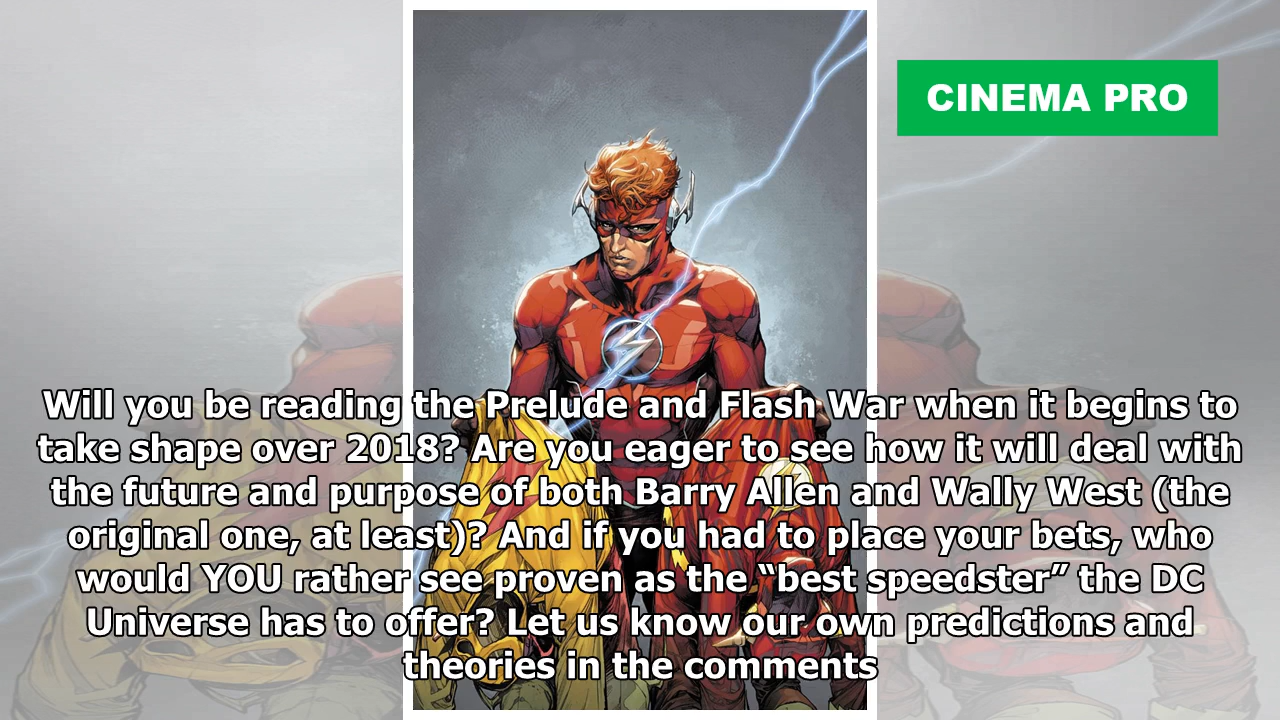 CINEMA PRO
Will you be reading the Prelude and Flash War when it begins to
take shape over 2018? Are you eager to see how it will deal with
the future and purpose of both Barry Allen and Wally West (the
original one, at least)? And if you had to place your bets, who
would YOU rather see proven as the “best speedster” the DC
Universe has to offer? Let us know our own predictions and
theories in the comments